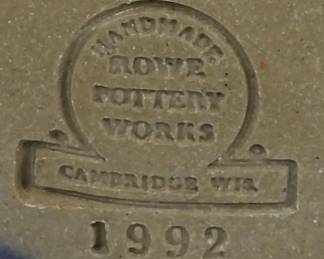 HANDMADE
ROWE
POTTERY
WORKS
CAMBRIDGE WIS.
1992